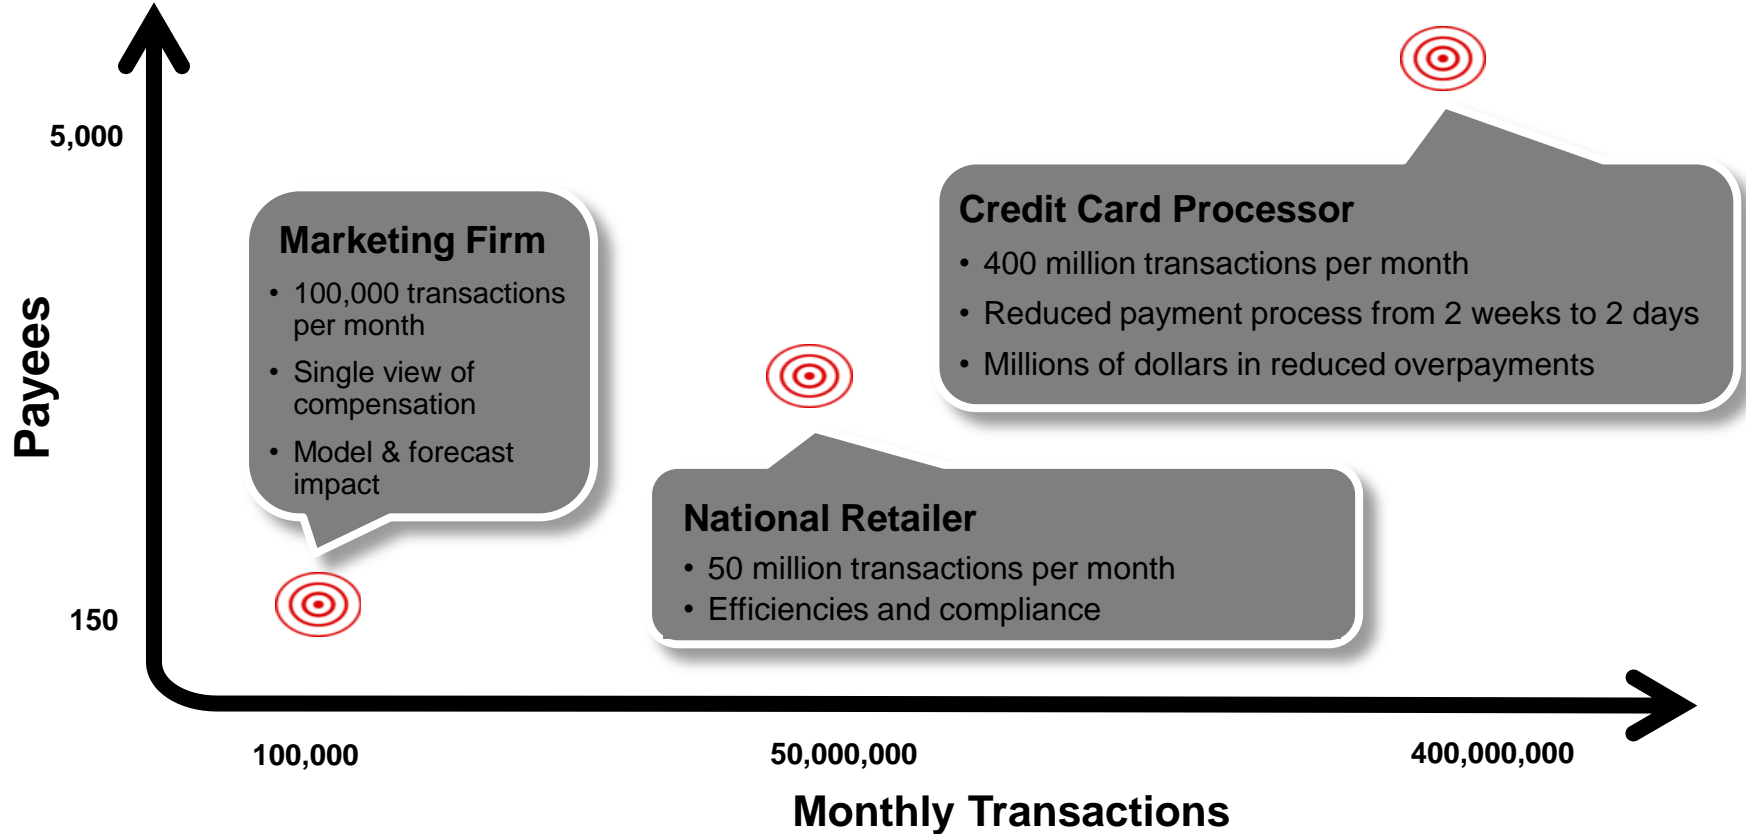 5,000
Payees
150
Marketing Firm
• 100,000 transactions
per month
• Single view of
compensation
• Model & forecast
impact
Credit Card Processor
• 400 million transactions per month
• Reduced payment process from 2 weeks to 2 days
• Millions of dollars in reduced overpayments
National Retailer
• 50 million transactions per month
• Efficiencies and compliance
100,000
50,000,000
400,000,000
Monthly Transactions